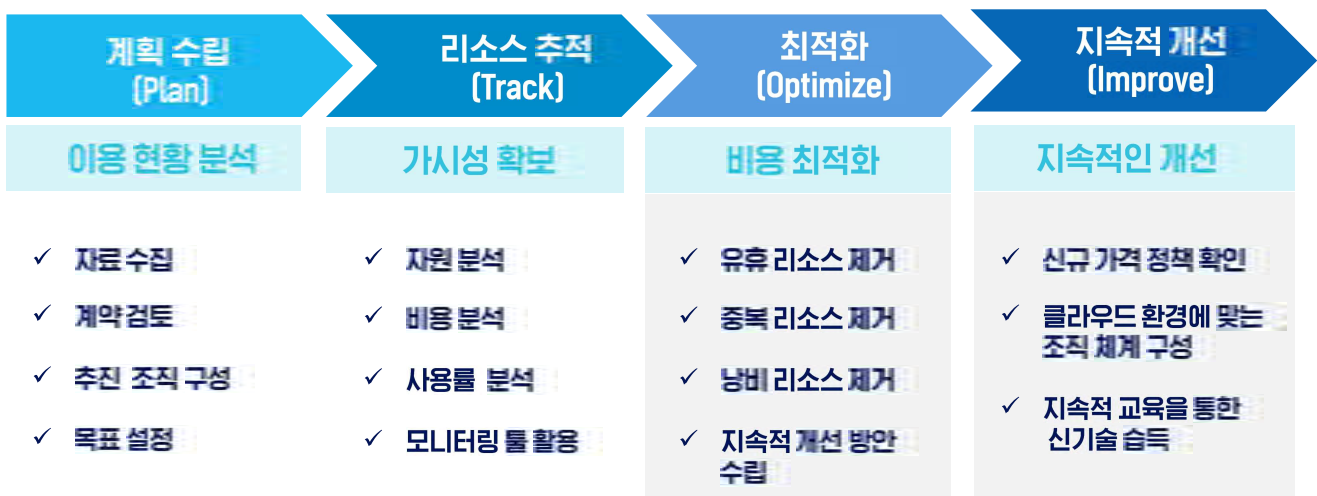 계획 수립
(Plan)
리소스 추적
(Track)
최적화
(Optimize)
지속적 개선
(Improve)
이용 현황 분석
가시성 확보
비용 최적화
지속적인 개선
✓ 자료 수집
✓ 계약 검토
✓ 추진 조직 구성
✓ 목표 설정
✓ 자원 분석
✓ 비용 분석
✓ 사용률 분석
✓ 모니터링 툴 활용
✓ 유휴 리소스 제거
✓ 중복 리소스 제거
✓ 낭비 리소스 제거
✓ 지속적 개선 방안
수립
✓ 신규 가격 정책 확인
✓ 클라우드 환경에 맞는
조직 체계 구성
✓ 지속적 교육을 통한
신기술 습득